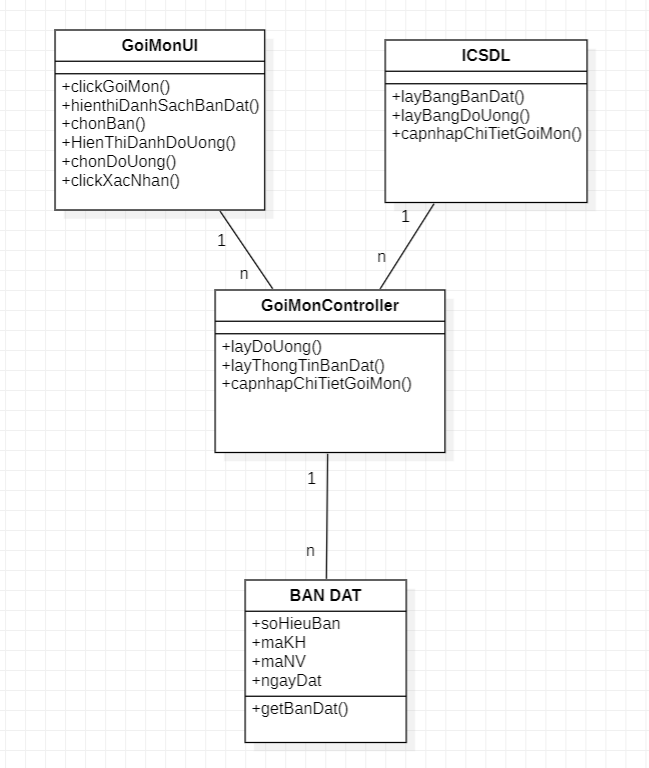 GoiMonUI
+clickGoiMon()
+hienthiDanhSachBanDat()
+chonBan()
+HienThiDanhDoUong()
+chonDoUong()
+clickXacNhan()
ICSDL
+layBangBanDat()
+layBangDoUong()
+capnhapChiTietGoiMon()
1
n
1
n
GoiMonController
+layDoUong()
+layThongTinBanDat()
+capnhapChiTietGoiMon()
1
n
BAN DAT
+soHieuBan
+maKH
+maNV
+ngayDat
+getBanDat()